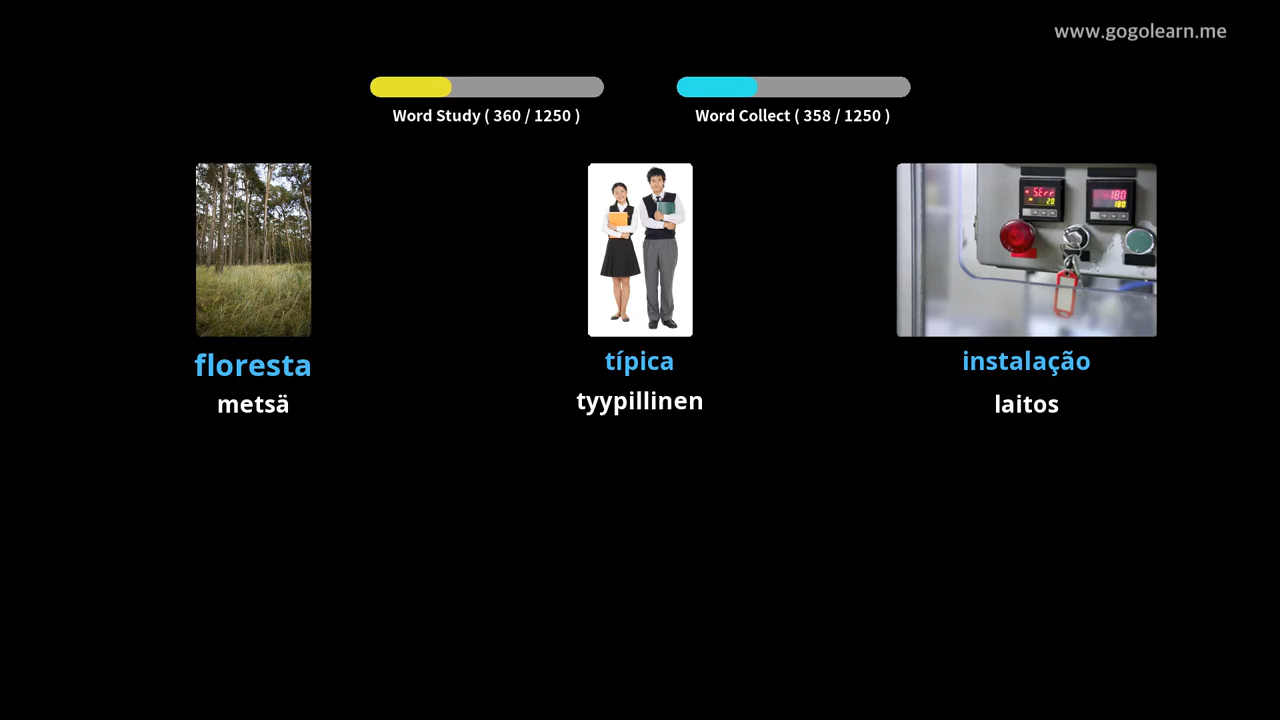 www.gogolearn.me
Word Study ( 360 / 1250 )
Word Collect ( 358 / 1250 )
floresta
típica
instalação
metsä
tyypillinen
laitos